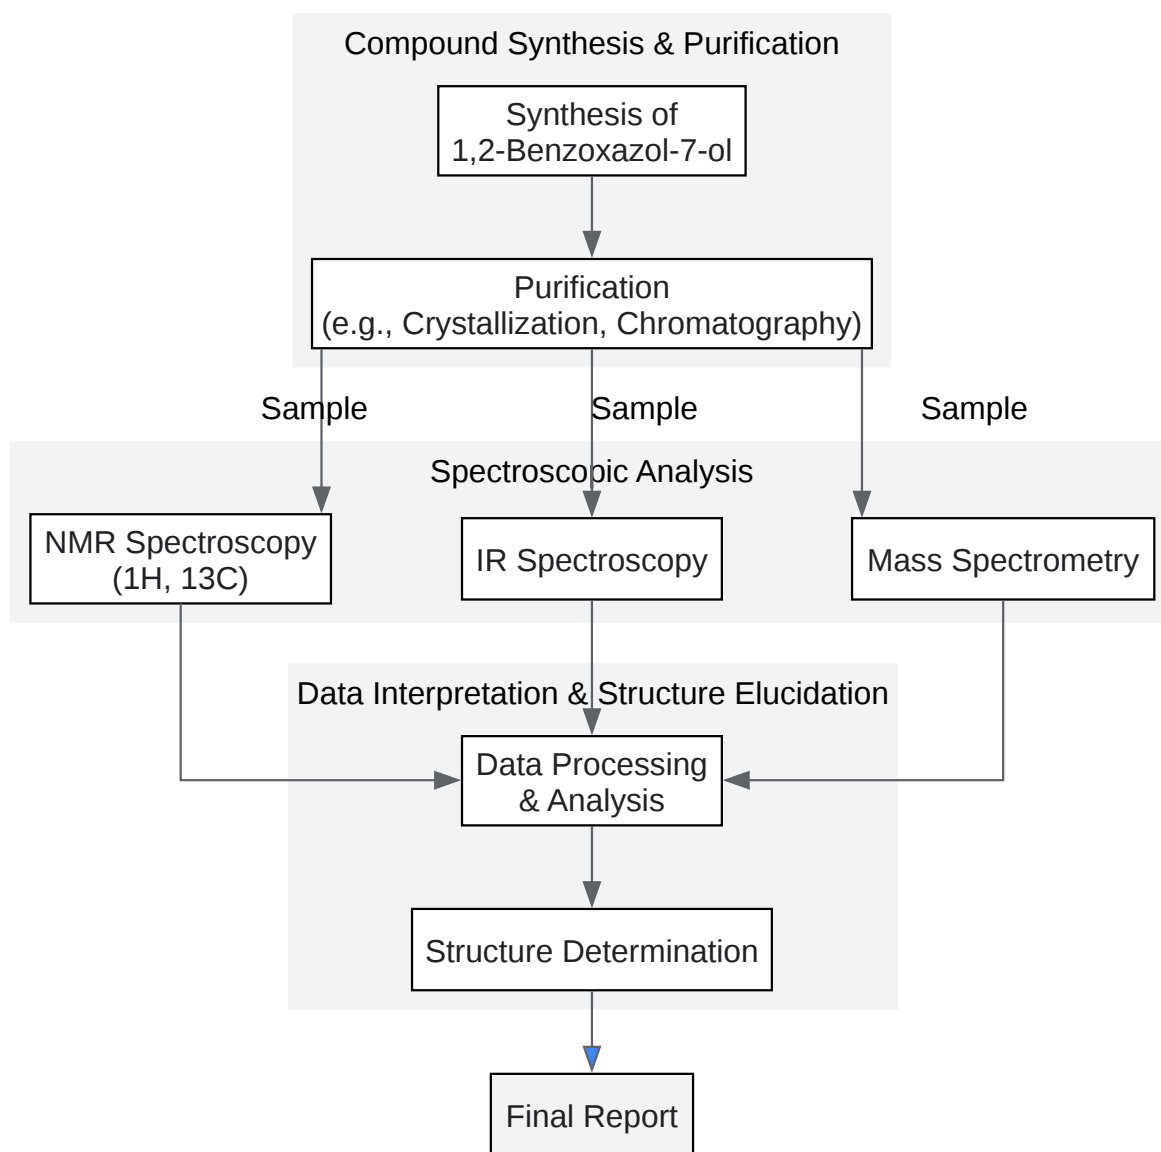 Compound Synthesis & Purification
Synthesis of
1,2-Benzoxazol-7-ol
Purification
(e.g., Crystallization, Chromatography)
Sample
Sample
Sample
Spectroscopic Analysis
NMR Spectroscopy
(1H, 13C)
IR Spectroscopy
Mass Spectrometry
Data Interpretation & Structure Elucidation
Data Processing
& Analysis
Structure Determination
Final Report